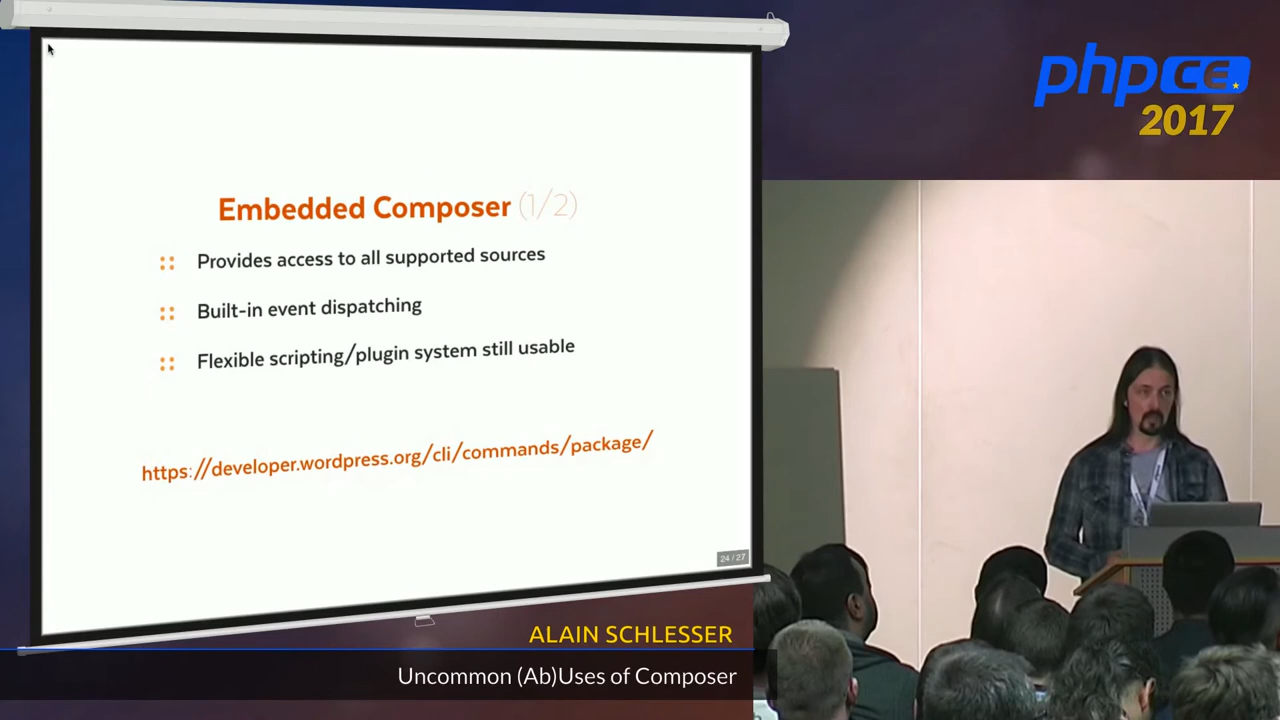 phpCE
2017
Embedded Composer (1/2)
Provides access to all supported sources
Built-in event dispatching
Flexible scripting/plugin system still usable
https://developer.wordpress.org/cli/commands/package/
24 / 27
ALAIN SCHLESSER
Uncommon (Ab)Uses of Composer